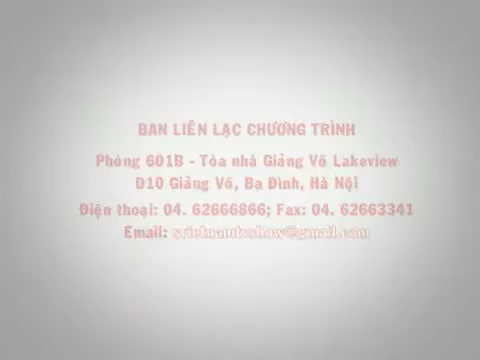 BAN LIÊN LẠC CHƯƠNG TRÌNH
Phòng 601B - Tòa nhà Giảng Võ Lakeview
D10 Giảng Võ, Ba Đình, Hà Nội
Điện thoại: 04. 62666866; Fax: 04. 62663341
Email: